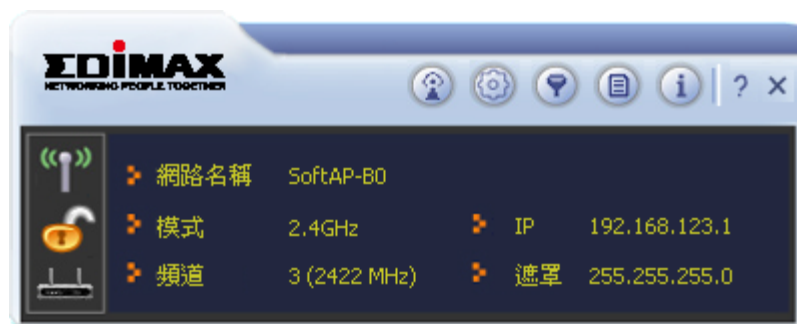 EDIMAX
NETWORKING PEOPLE TOGETHER
? ×
網路名稱 SoftAP-B0
模式 2.4GHz IP 192.168.123.1
頻道 3 (2422 MHz) 遮罩 255.255.255.0